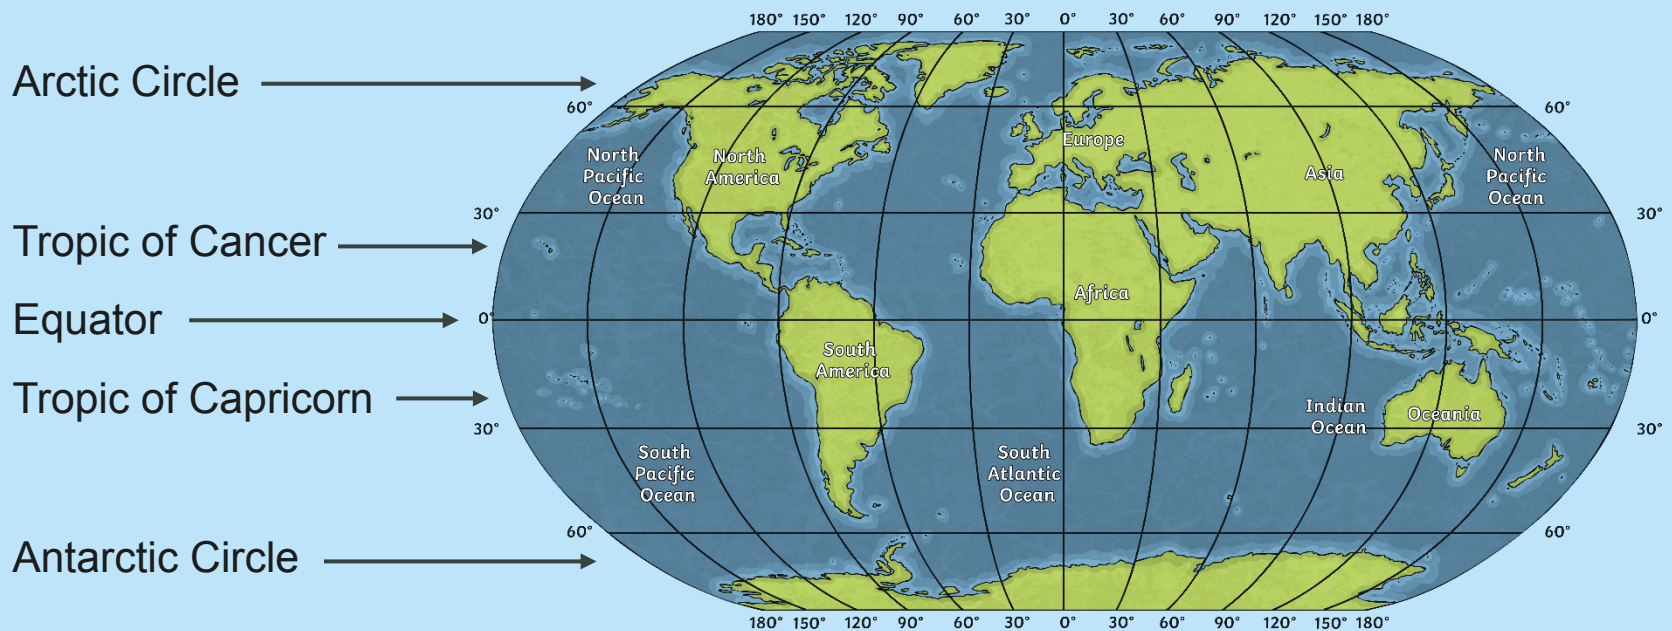 180° 150° 120° 90° 60° 30° 0° 30° 60° 90° 120° 150° 180°
Arctic Circle
60° 60°
Europe
North
Pacific
Ocean
North
America
Asia
North
Pacific
Ocean
30° 30°
Tropic of Cancer
Africa
Equator
0° 0°
South
America
Tropic of Capricorn
Indian
Ocean
Oceania
30° 30°
South
Pacific
Ocean
South
Atlantic
Ocean
60° 60°
Antarctic Circle
180° 150° 120° 90° 60° 30° 0° 30° 60° 90° 120° 150° 180°